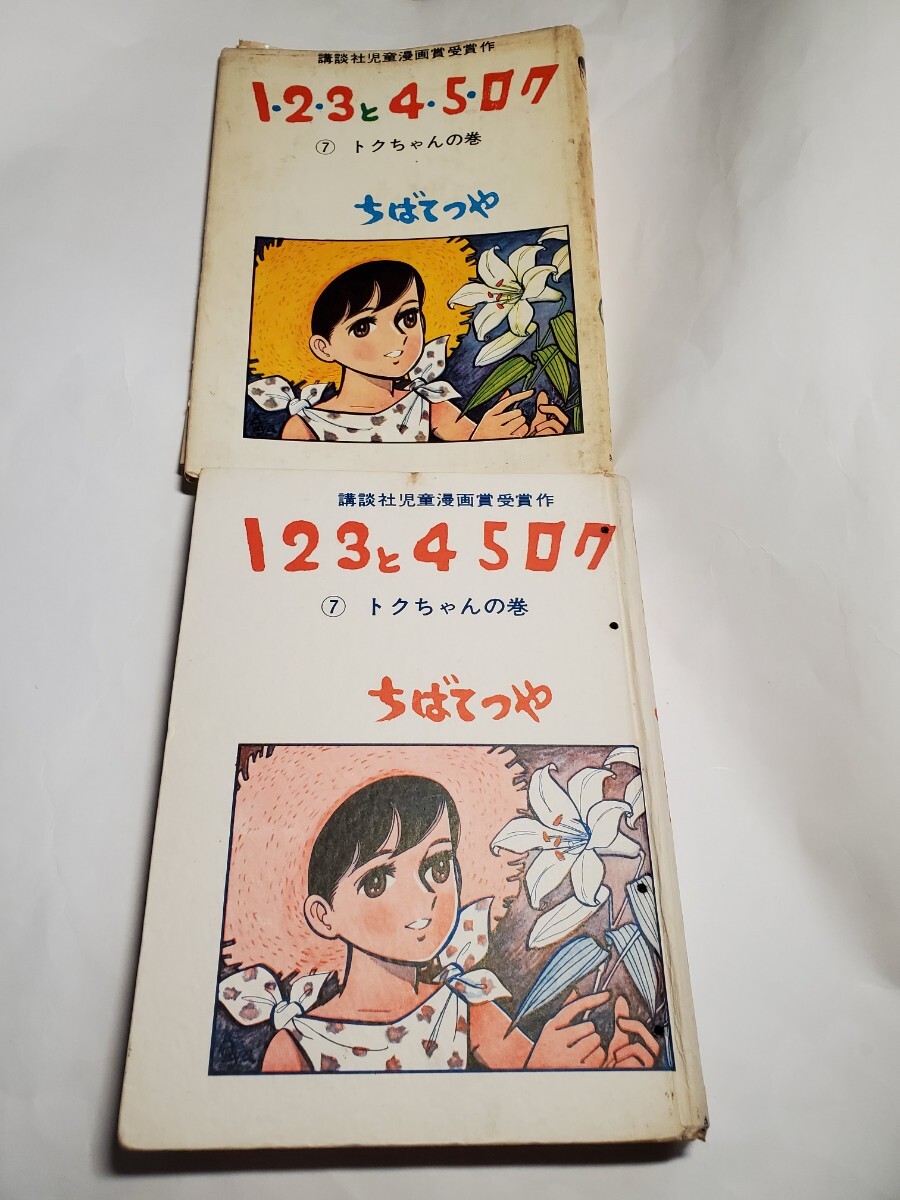 講談社児童漫画賞受賞作
1・2・3と4・5・ロク
⑦ トクちゃんの巻
ちばてつや
講談社児童漫画賞受賞作
123と45ロク
⑦ トクちゃんの巻
ちばてつや